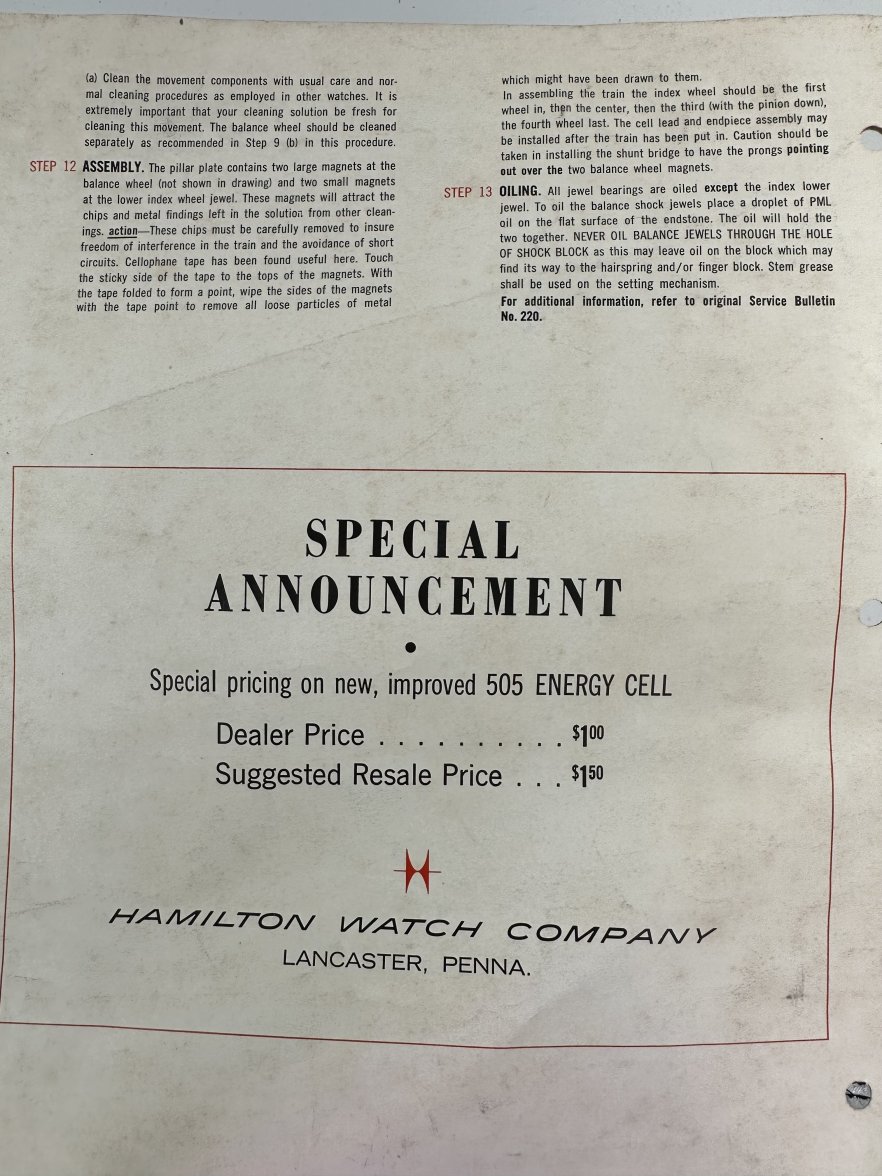 (a) Clean the movement components with usual care and nor-
mal cleaning procedures as employed in other watches. It is
extremely important that your cleaning solution be fresh for
cleaning this movement. The balance wheel should be cleaned
separately as recommended in Step 9 (b) in this procedure.
STEP 12 ASSEMBLY. The pillar plate contains two large magnets at the
balance wheel (not shown in drawing) and two small magnets
at the lower index wheel jewel. These magnets will attract the
chips and metal findings left in the solution from other clean-
ings. action—These chips must be carefully removed to insure
freedom of interference in the train and the avoidance of short
circuits. Cellophane tape has been found useful here. Touch
the sticky side of the tape to the tops of the magnets. With
the tape folded to form a point, wipe the sides of the magnets
with the tape point to remove all loose particles of metal
which might have been drawn to them.
In assembling the train the index wheel should be the first
wheel in, then the center, then the third (with the pinion down),
the fourth wheel last. The cell lead and endpiece assembly may
be installed after the train has been put in. Caution should be
taken in installing the shunt bridge to have the prongs pointing
out over the two balance wheel magnets.
STEP 13 OILING. All jewel bearings are oiled except the index lower
jewel. To oil the balance shock jewels place a droplet of PML
oil on the flat surface of the endstone. The oil will hold the
two together. NEVER OIL BALANCE JEWELS THROUGH THE HOLE
OF SHOCK BLOCK as this may leave oil on the block which may
find its way to the hairspring and/or finger block. Stem grease
shall be used on the setting mechanism.
For additional information, refer to original Service Bulletin
No. 220.
SPECIAL
ANNOUNCEMENT
•
Special pricing on new, improved 505 ENERGY CELL
Dealer Price . . . . . . . . . . $100
Suggested Resale Price . . . $150
HAMILTON WATCH COMPANY
LANCASTER, PENNA.